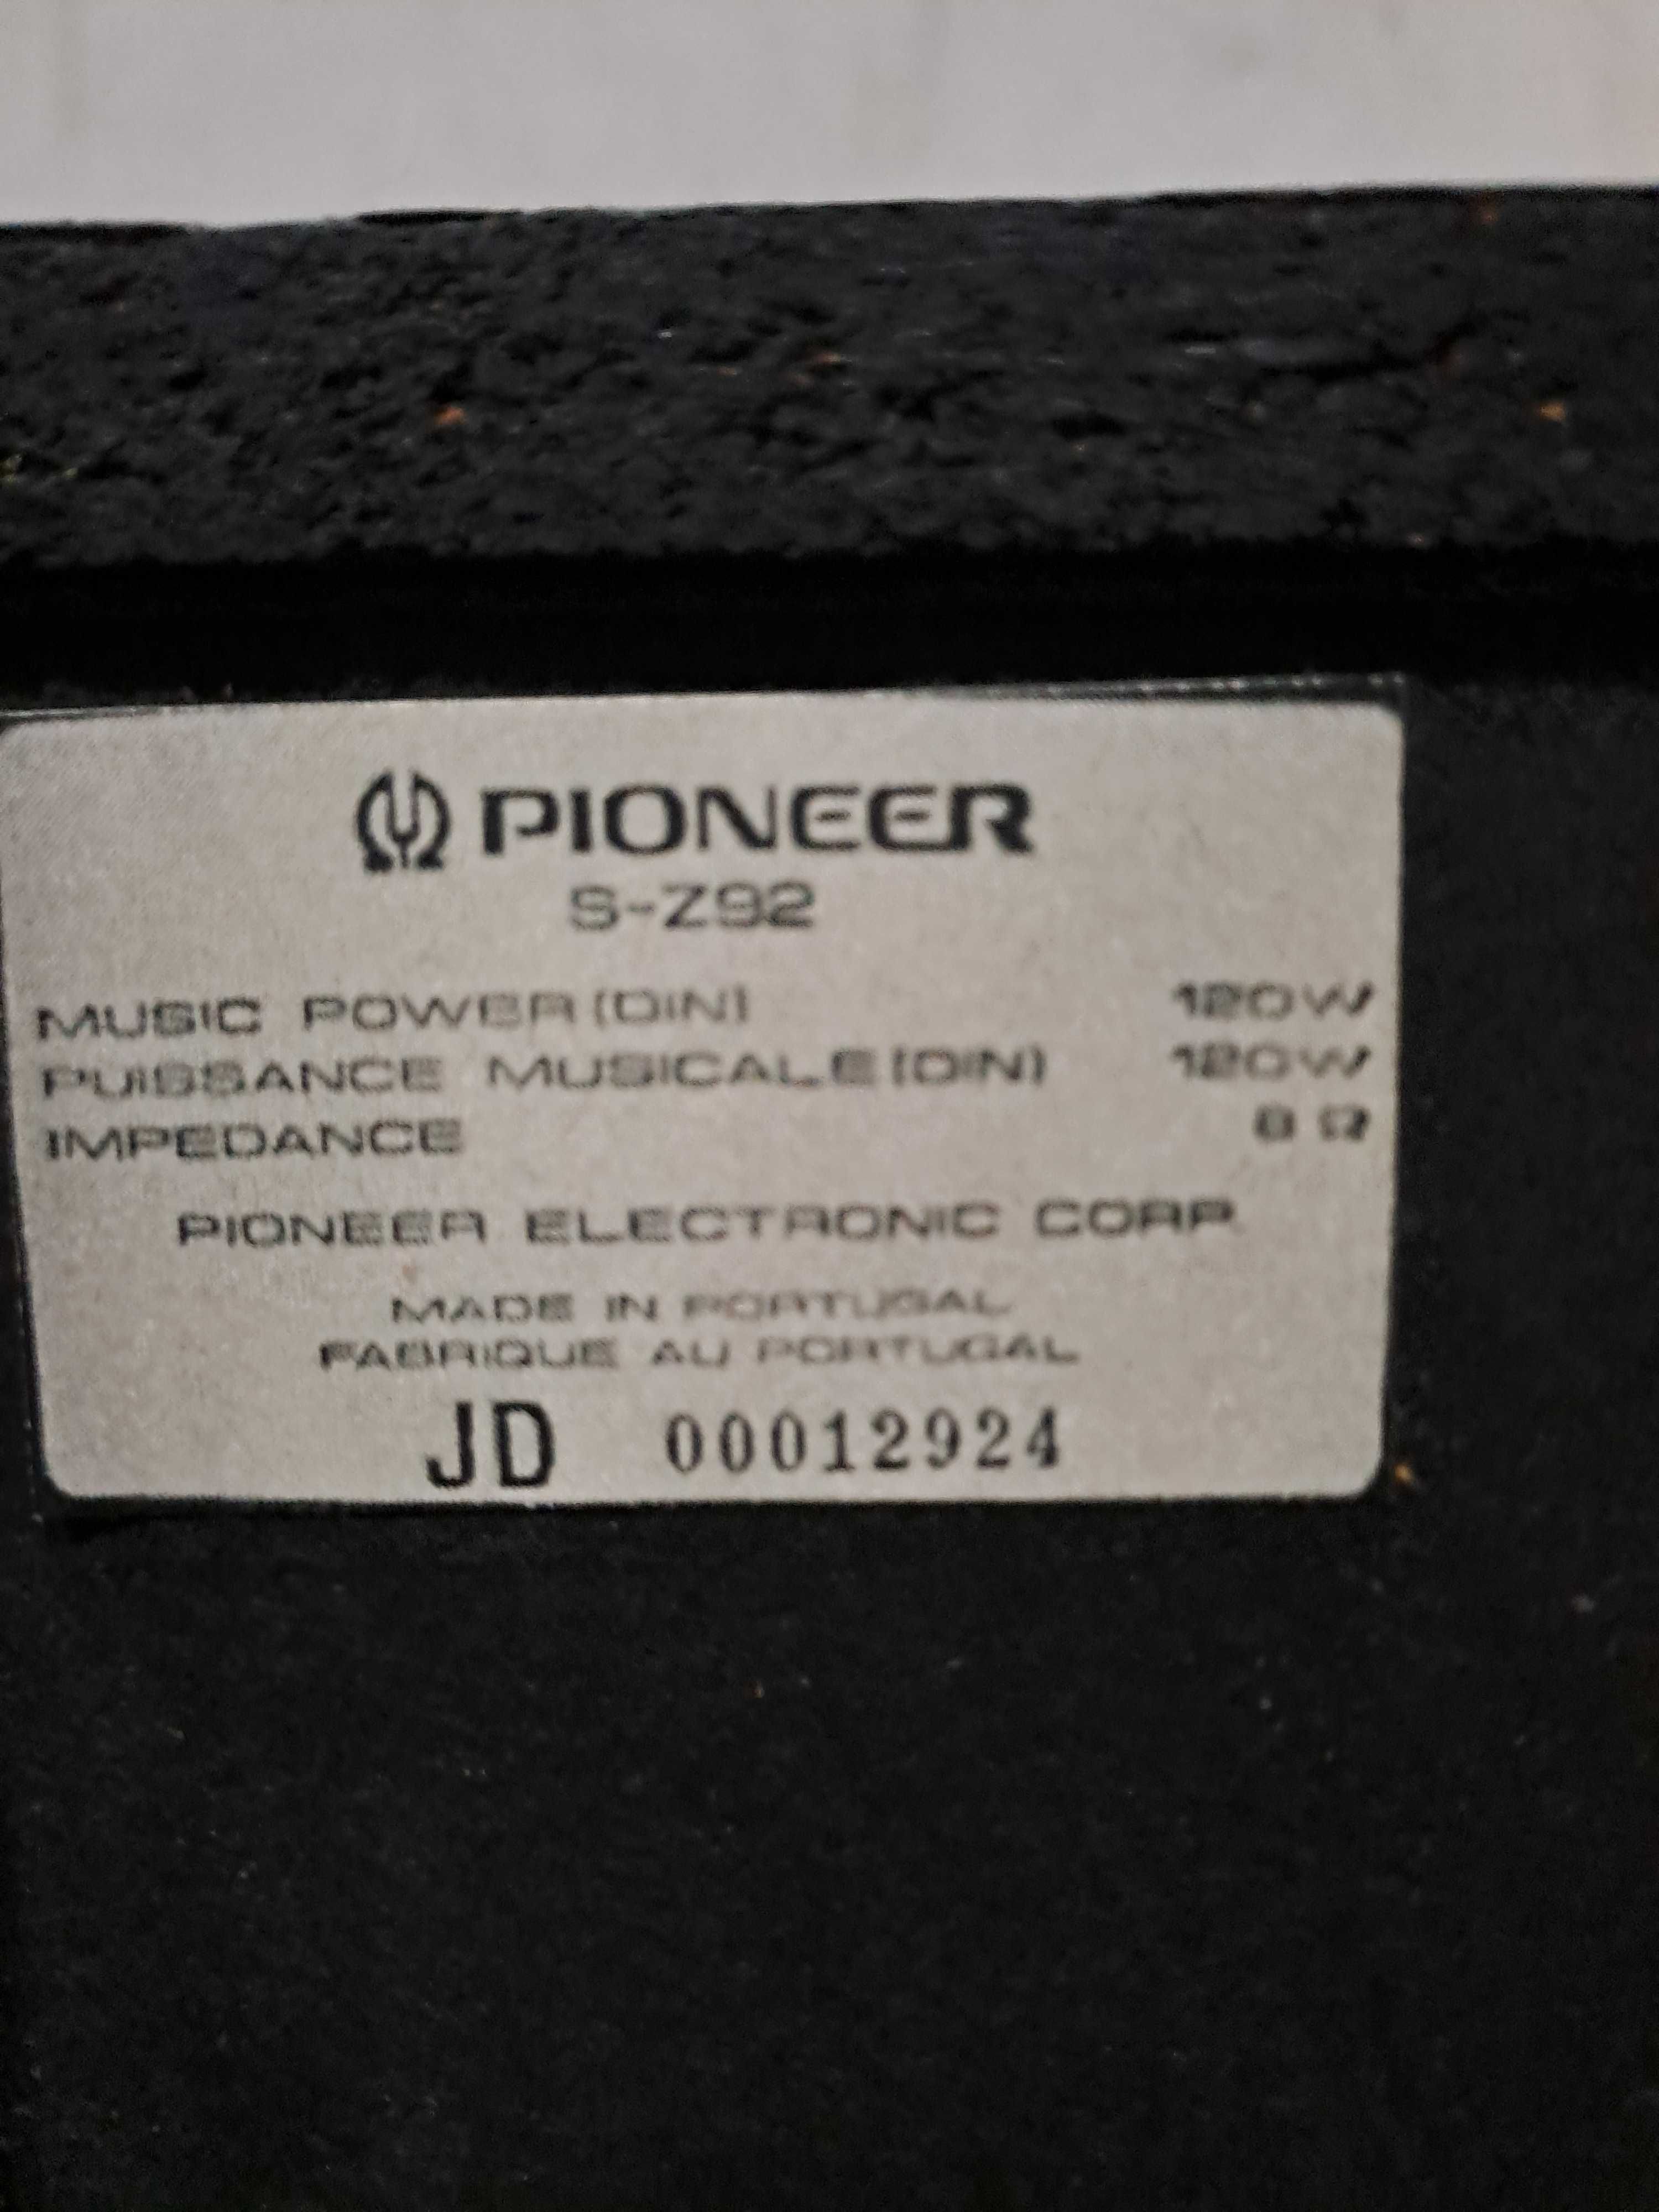 PIONEER
S-Z92
MUSIC POWER(DIN) 120W
PUISSANCE MUSICALE(DIN) 120W
IMPEDANCE 8 Ω
PIONEER ELECTRONIC CORP.
MADE IN PORTUGAL
FABRIQUE AU PORTUGAL
JD 00012924